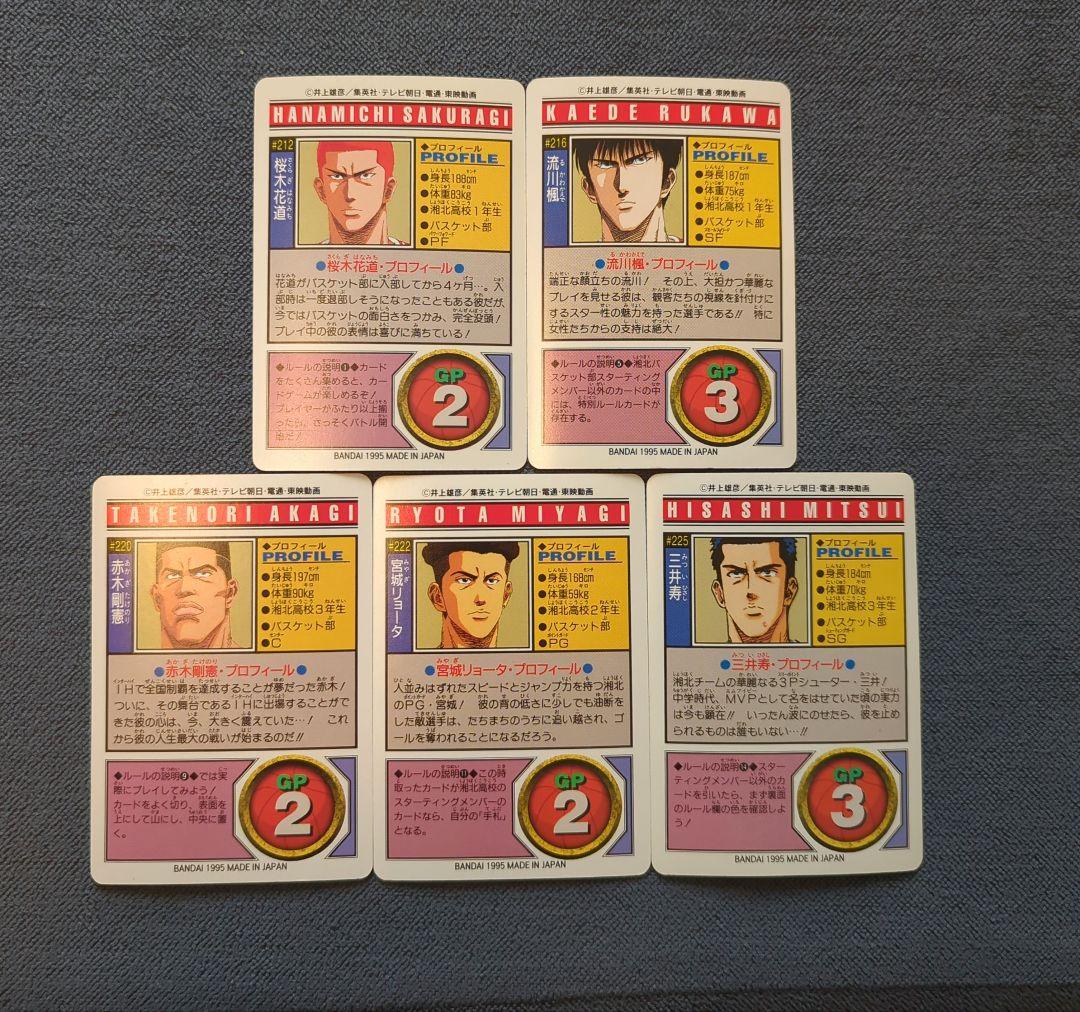 ©井上雄彦／集英社・テレビ朝日・電通・東映動画
HANAMICHI SAKURAGI
#212
桜木花道
◆プロフィール
PROFILE
●身長188cm
●体重83kg
●湘北高校1年生
●バスケット部
●PF
●桜木花道・プロフィール●
花道がバスケット部に入部してから4ヶ月…。入
部時は一度退部しそうになったこともある彼だが、
今ではバスケットの面白さをつかみ、完全没頭！
プレイ中の彼の表情は喜びに満ちている！
◆ルールの説明❶◆カード
をたくさん集めると、カー
ドゲームが楽しめるぞ！
プレイヤーがふたり以上揃
ったら、さっそくバトル開
始だ！
GP
2
BANDAI 1995 MADE IN JAPAN
©井上雄彦／集英社・テレビ朝日・電通・東映動画
KAEDE RUKAWA
#216
流川楓
◆プロフィール
PROFILE
●身長187cm
●体重75kg
●湘北高校1年生
●バスケット部
●SF
●流川楓・プロフィール●
端正な顔立ちの流川！ その上、大担かつ華麗な
プレイを見せる彼は、観客たちの視線を針付けに
するスター性の魅力を持った選手である!! 特に
女性たちからの支持は絶大！
◆ルールの説明❺◆湘北バ
スケット部スターティング
メンバー以外のカードの中
には、特別ルールカードが
存在する。
GP
3
BANDAI 1995 MADE IN JAPAN
©井上雄彦／集英社・テレビ朝日・電通・東映動画
TAKENORI AKAGI
#220
赤木剛憲
◆プロフィール
PROFILE
●身長197cm
●体重90kg
●湘北高校3年生
●バスケット部
●C
●赤木剛憲・プロフィール●
IHで全国制覇を達成することが夢だった赤木！
ついに、その舞台であるIHに出場することがで
きた彼の心は、今、大きく震えていた…！ これ
から彼の人生最大の戦いが始まるのだ!!
◆ルールの説明❾◆では実
際にプレイしてみよう！
カードをよく切り、表面を
上にして山にし、中央に置
く。
GP
2
BANDAI 1995 MADE IN JAPAN
©井上雄彦／集英社・テレビ朝日・電通・東映動画
RYOTA MIYAGI
#222
宮城リョータ
◆プロフィール
PROFILE
●身長168cm
●体重59kg
●湘北高校2年生
●バスケット部
●PG
●宮城リョータ・プロフィール●
人並みはずれたスピードとジャンプ力を持つ湘北
のPG・宮城！ 彼の背の低さに少しでも油断を
した敵選手は、たちまちのうちに追い越され、ゴ
ールを奪われることになるだろう。
◆ルールの説明⓫◆この時
取ったカードが湘北高校の
スターティングメンバーの
カードなら、自分の「手札」
となる。
GP
2
BANDAI 1995 MADE IN JAPAN
©井上雄彦／集英社・テレビ朝日・電通・東映動画
HISASHI MITSUI
#225
三井寿
◆プロフィール
PROFILE
●身長184cm
●体重70kg
●湘北高校3年生
●バスケット部
●SG
●三井寿・プロフィール●
湘北チームの華麗なる3Pシューター・三井！
中学時代、MVPとして名をはせていた頃の実力
は今も顕在!! いったん波にのせたら、彼を止め
られるものは誰もいない…!!
◆ルールの説明⓮◆スター
ティングメンバー以外のカ
ードを引いたら、まず裏面
のルール欄の色を確認しよ
う！
GP
3
BANDAI 1995 MADE IN JAPAN